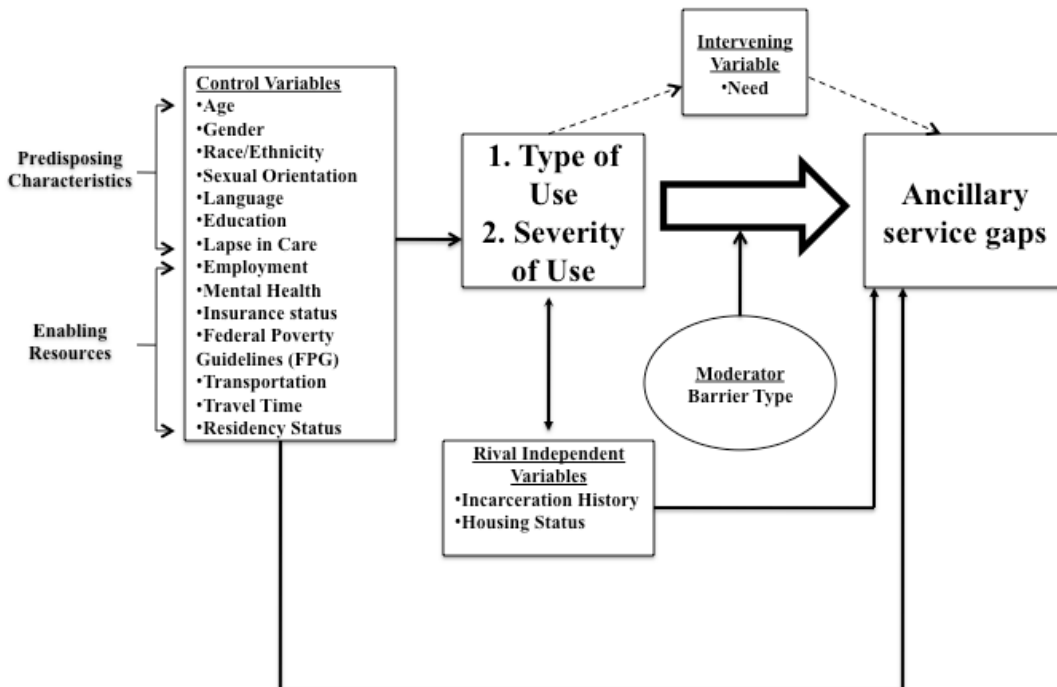 Predisposing
Characteristics
Enabling
Resources
Control Variables
•Age
•Gender
•Race/Ethnicity
•Sexual Orientation
•Language
•Education
•Lapse in Care
•Employment
•Mental Health
•Insurance status
•Federal Poverty
Guidelines (FPG)
•Transportation
•Travel Time
•Residency Status
1. Type of
Use
2. Severity
of Use
Intervening
Variable
•Need
Ancillary
service gaps
Moderator
Barrier Type
Rival Independent
Variables
•Incarceration History
•Housing Status